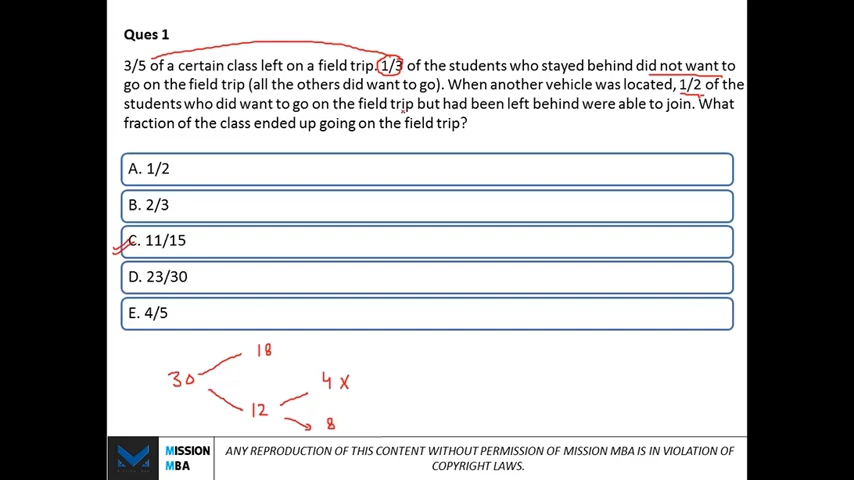 Ques 1
3/5 of a certain class left on a field trip. 1/3 of the students who stayed behind did not want to
go on the field trip (all the others did want to go). When another vehicle was located, 1/2 of the
students who did want to go on the field trip but had been left behind were able to join. What
fraction of the class ended up going on the field trip?
A. 1/2
B. 2/3
C. 11/15
D. 23/30
E. 4/5
18
30
4 x
12
8
MISSION
MBA
ANY REPRODUCTION OF THIS CONTENT WITHOUT PERMISSION OF MISSION MBA IS IN VIOLATION OF
COPYRIGHT LAWS.